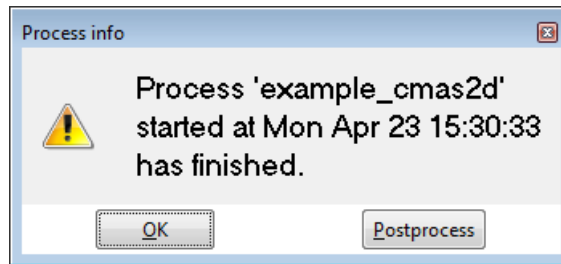 Process info
Process 'example_cmas2d'
started at Mon Apr 23 15:30:33
has finished.
OK
Postprocess